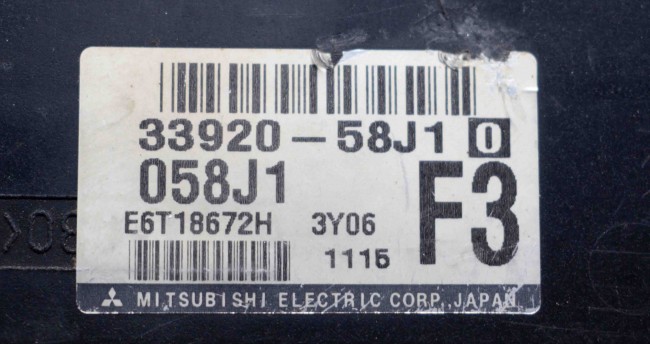 33920-58J1 0
058J1
F3
E6T18672H 3Y06
1115
MITSUBISHI ELECTRIC CORP., JAPAN